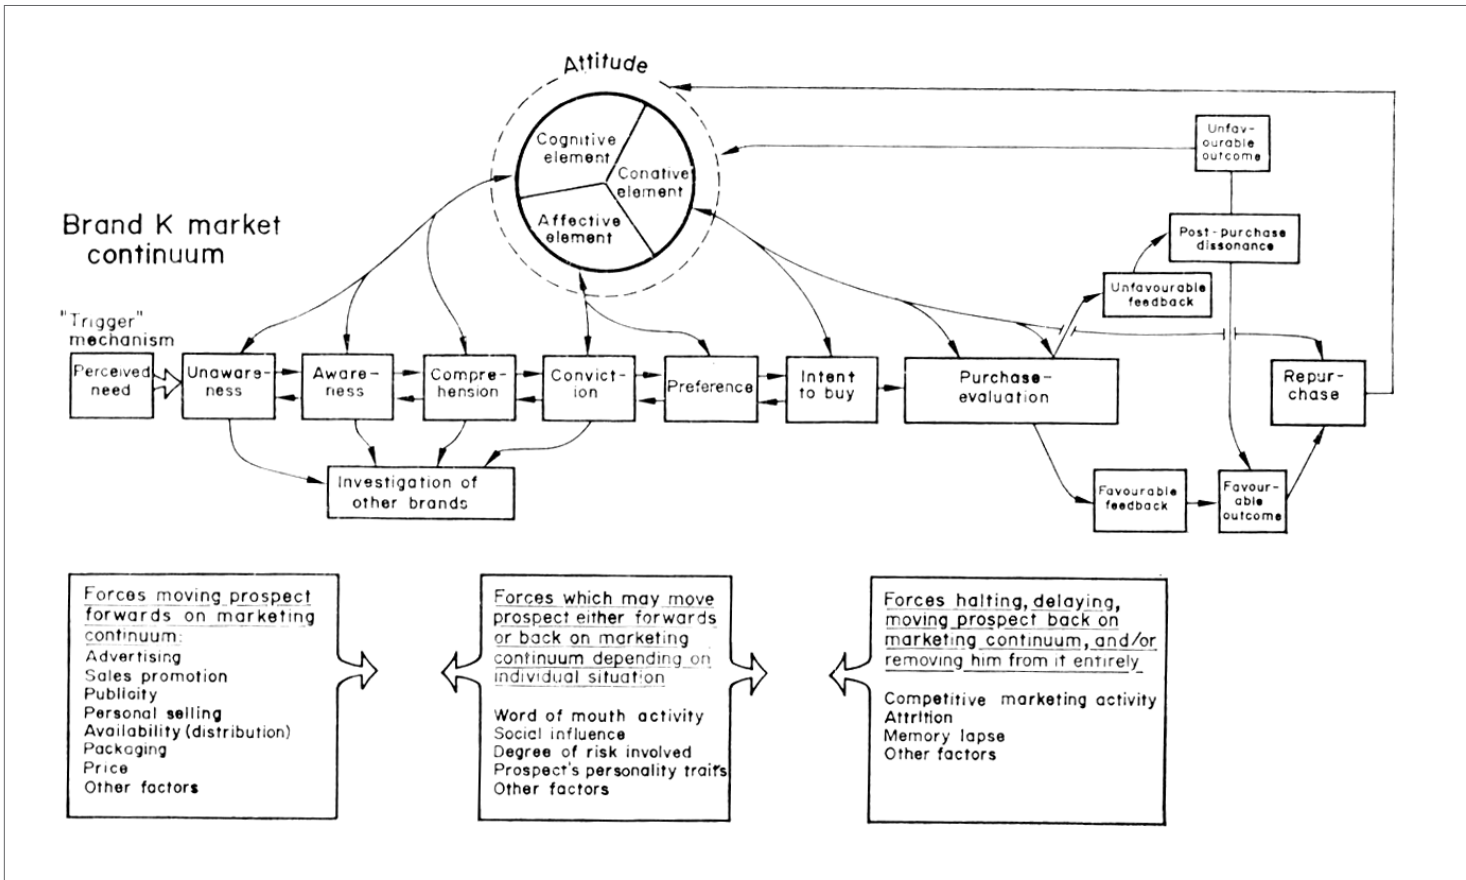 Attitude
Cognitive
element
Conative
element
Affective
element
Brand K market
continuum
"Trigger"
mechanism
Perceived
need
Unaware-
ness
Aware-
ness
Compre-
hension
Convict-
ion
Preference
Intent
to buy
Purchase-
evaluation
Unfavourable
feedback
Post-purchase
dissonance
Unfav-
ourable
outcome
Repur-
chase
Favourable
feedback
Favour-
able
outcome
Investigation of
other brands
Forces moving prospect
forwards on marketing
continuum:
Advertising
Sales promotion
Publicity
Personal selling
Availability (distribution)
Packaging
Price
Other factors
Forces which may move
prospect either forwards
or back on marketing
continuum depending on
individual situation
Word of mouth activity
Social influence
Degree of risk involved
Prospect's personality traits
Other factors
Forces halting, delaying,
moving prospect back on
marketing continuum, and/or
removing him from it entirely
Competitive marketing activity
Attrition
Memory lapse
Other factors